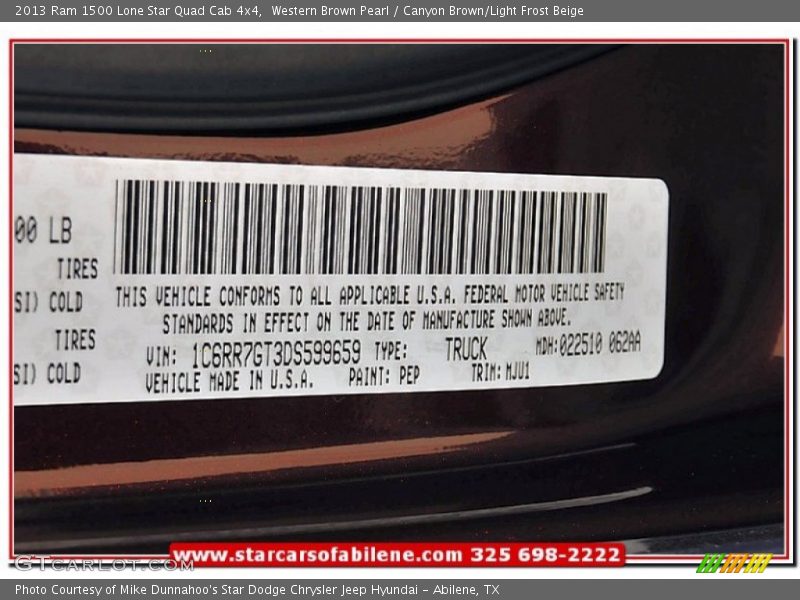 2013 Ram 1500 Lone Star Quad Cab 4x4, Western Brown Pearl / Canyon Brown/Light Frost Beige
00 LB
TIRES
SI) COLD
TIRES
SI) COLD
THIS VEHICLE CONFORMS TO ALL APPLICABLE U.S.A. FEDERAL MOTOR VEHICLE SAFETY
STANDARDS IN EFFECT ON THE DATE OF MANUFACTURE SHOWN ABOVE.
VIN: 1C6RR7GT3DS599659 TYPE: TRUCK MDH:022510 062AA
VEHICLE MADE IN U.S.A. PAINT: PEP TRIM: MJU1
www.starcarsofabilene.com 325 698-2222
GTcarlot.com
Photo Courtesy of Mike Dunnahoo's Star Dodge Chrysler Jeep Hyundai – Abilene, TX